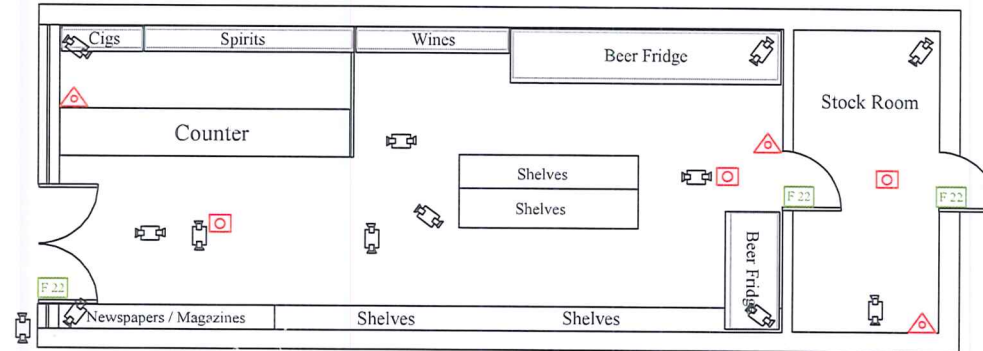 Cigs
Spirits
Wines
Beer Fridge
Stock Room
Counter
Shelves
Shelves
F 22
F 22
F 22
Beer Fridge
Newspapers / Magazines
Shelves
Shelves